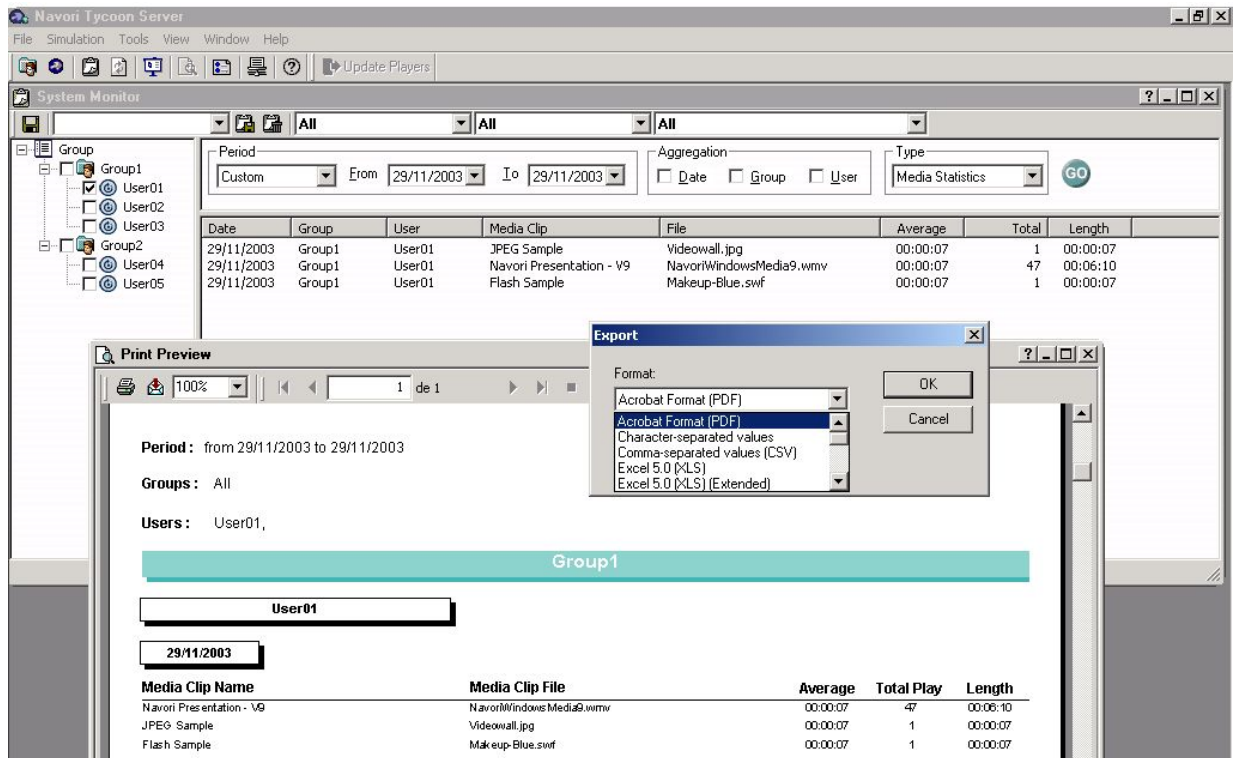 Navori Tycoon Server
File Simulation Tools View Window Help
Update Players
System Monitor
All All All
Group
Group1
User01
User02
User03
Group2
User04
User05
Period
Custom From 29/11/2003 To 29/11/2003
Aggregation
Date Group User
Type
Media Statistics
GO
Date Group User Media Clip File Average Total Length
29/11/2003 Group1 User01 JPEG Sample Videowall.jpg 00:00:07 1 00:00:07
29/11/2003 Group1 User01 Navori Presentation - V9 NavoriWindowsMedia9.wmv 00:00:07 47 00:06:10
29/11/2003 Group1 User01 Flash Sample Makeup-Blue.swf 00:00:07 1 00:00:07
Print Preview
100% 1 de 1
Export
Format:
Acrobat Format (PDF)
OK
Cancel
Acrobat Format (PDF)
Character-separated values
Comma-separated values (CSV)
Excel 5.0 (XLS)
Excel 5.0 (XLS) (Extended)
Period : from 29/11/2003 to 29/11/2003
Groups : All
Users : User01,
Group1
User01
29/11/2003
Media Clip Name Media Clip File Average Total Play Length
Navori Presentation - V9 NavoriWindowsMedia9.wmv 00:00:07 47 00:06:10
JPEG Sample Videowall.jpg 00:00:07 1 00:00:07
Flash Sample Makeup-Blue.swf 00:00:07 1 00:00:07